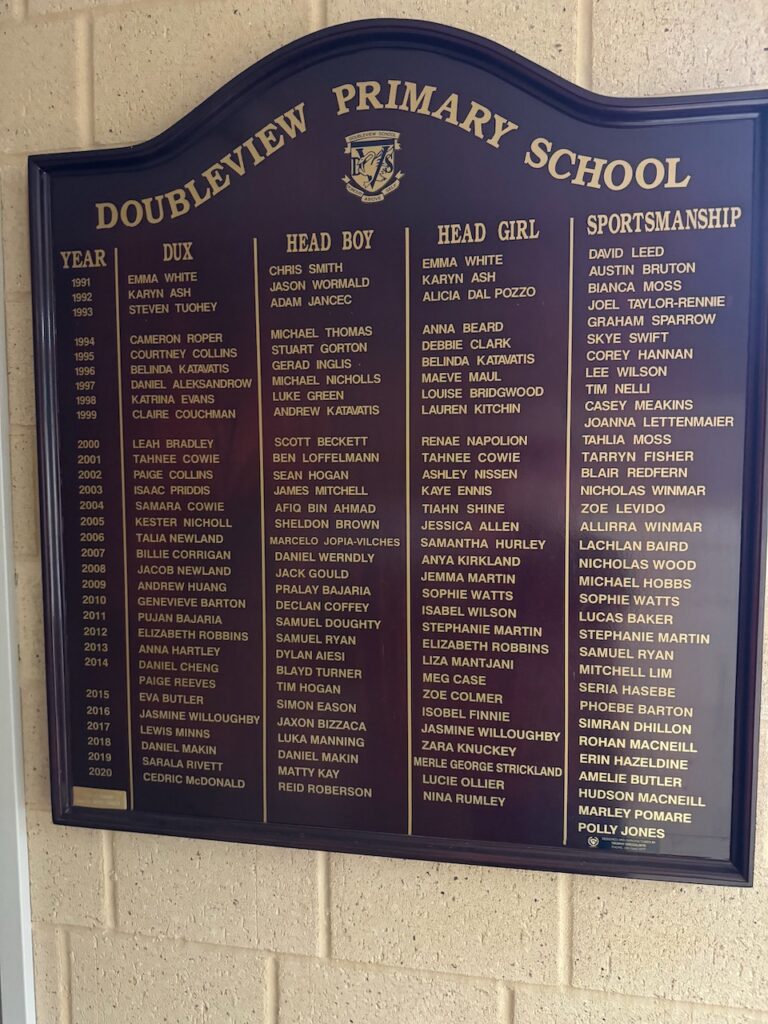 DOUBLEVIEW PRIMARY SCHOOL
DOUBLEVIEW SCHOOL
YEAR DUX HEAD BOY HEAD GIRL SPORTSMANSHIP
1991 EMMA WHITE CHRIS SMITH EMMA WHITE DAVID LEED
1992 KARYN ASH JASON WORMALD KARYN ASH AUSTIN BRUTON
1993 STEVEN TUOHEY ADAM JANCEC ALICIA DAL POZZO BIANCA MOSS
JOEL TAYLOR-RENNIE
1994 CAMERON ROPER MICHAEL THOMAS ANNA BEARD GRAHAM SPARROW
1995 COURTNEY COLLINS STUART GORTON DEBBIE CLARK SKYE SWIFT
1996 BELINDA KATAVATIS GERAD INGLIS BELINDA KATAVATIS COREY HANNAN
1997 DANIEL ALEKSANDROW MICHAEL NICHOLLS MAEVE MAUL LEE WILSON
1998 KATRINA EVANS LUKE GREEN LOUISE BRIDGWOOD TIM NELLI
1999 CLAIRE COUCHMAN ANDREW KATAVATIS LAUREN KITCHIN CASEY MEAKINS
JOANNA LETTENMAIER
2000 LEAH BRADLEY SCOTT BECKETT RENAE NAPOLION TAHLIA MOSS
2001 TAHNEE COWIE BEN LOFFELMANN TAHNEE COWIE TARRYN FISHER
2002 PAIGE COLLINS SEAN HOGAN ASHLEY NISSEN BLAIR REDFERN
2003 ISAAC PRIDDIS JAMES MITCHELL KAYE ENNIS NICHOLAS WINMAR
2004 SAMARA COWIE AFIQ BIN AHMAD TIAHN SHINE ZOE LEVIDO
2005 KESTER NICHOLL SHELDON BROWN JESSICA ALLEN ALLIRRA WINMAR
2006 TALIA NEWLAND MARCELO JOPIA-VILCHES SAMANTHA HURLEY LACHLAN BAIRD
2007 BILLIE CORRIGAN DANIEL WERNDLY ANYA KIRKLAND NICHOLAS WOOD
2008 JACOB NEWLAND JACK GOULD JEMMA MARTIN MICHAEL HOBBS
2009 ANDREW HUANG PRALAY BAJARIA SOPHIE WATTS SOPHIE WATTS
2010 GENEVIEVE BARTON DECLAN COFFEY ISABEL WILSON LUCAS BAKER
2011 PUJAN BAJARIA SAMUEL DOUGHTY STEPHANIE MARTIN STEPHANIE MARTIN
2012 ELIZABETH ROBBINS SAMUEL RYAN ELIZABETH ROBBINS SAMUEL RYAN
2013 ANNA HARTLEY DYLAN AIESI LIZA MANTJANI MITCHELL LIM
2014 DANIEL CHENG BLAYD TURNER MEG CASE SERIA HASEBE
PAIGE REEVES TIM HOGAN ZOE COLMER PHOEBE BARTON
2015 EVA BUTLER SIMON EASON ISOBEL FINNIE SIMRAN DHILLON
2016 JASMINE WILLOUGHBY JAXON BIZZACA JASMINE WILLOUGHBY ROHAN MACNEILL
2017 LEWIS MINNS LUKA MANNING ZARA KNUCKEY ERIN HAZELDINE
2018 DANIEL MAKIN DANIEL MAKIN MERLE GEORGE STRICKLAND AMELIE BUTLER
2019 SARALA RIVETT MATTY KAY LUCIE OLLIER HUDSON MACNEILL
2020 CEDRIC McDONALD REID ROBERSON NINA RUMLEY MARLEY POMARE
POLLY JONES